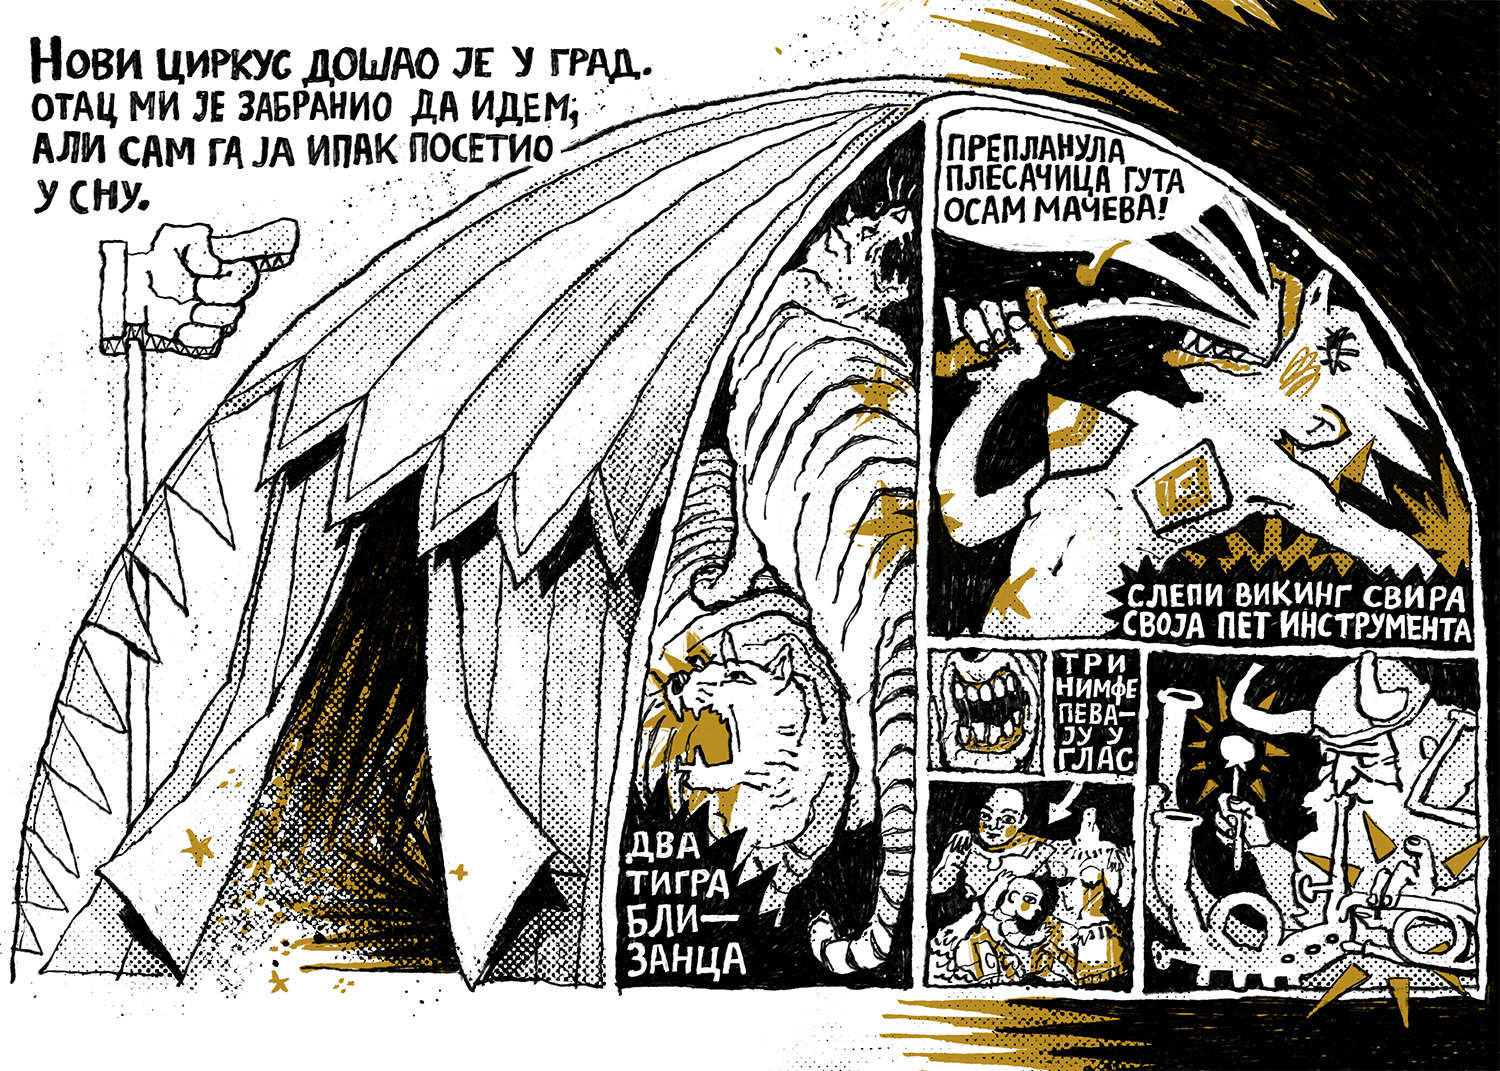 Нови циркус дошао је у град.
отац ми је забранио да идем,
али сам га ја ипак посетио
у сну.
препланула
плесачица гута
осам мачева!
слепи викинг свира
своја пет инструмента
три
нимфе
пева–
ју у
глас
два
тигра
бли–
занца